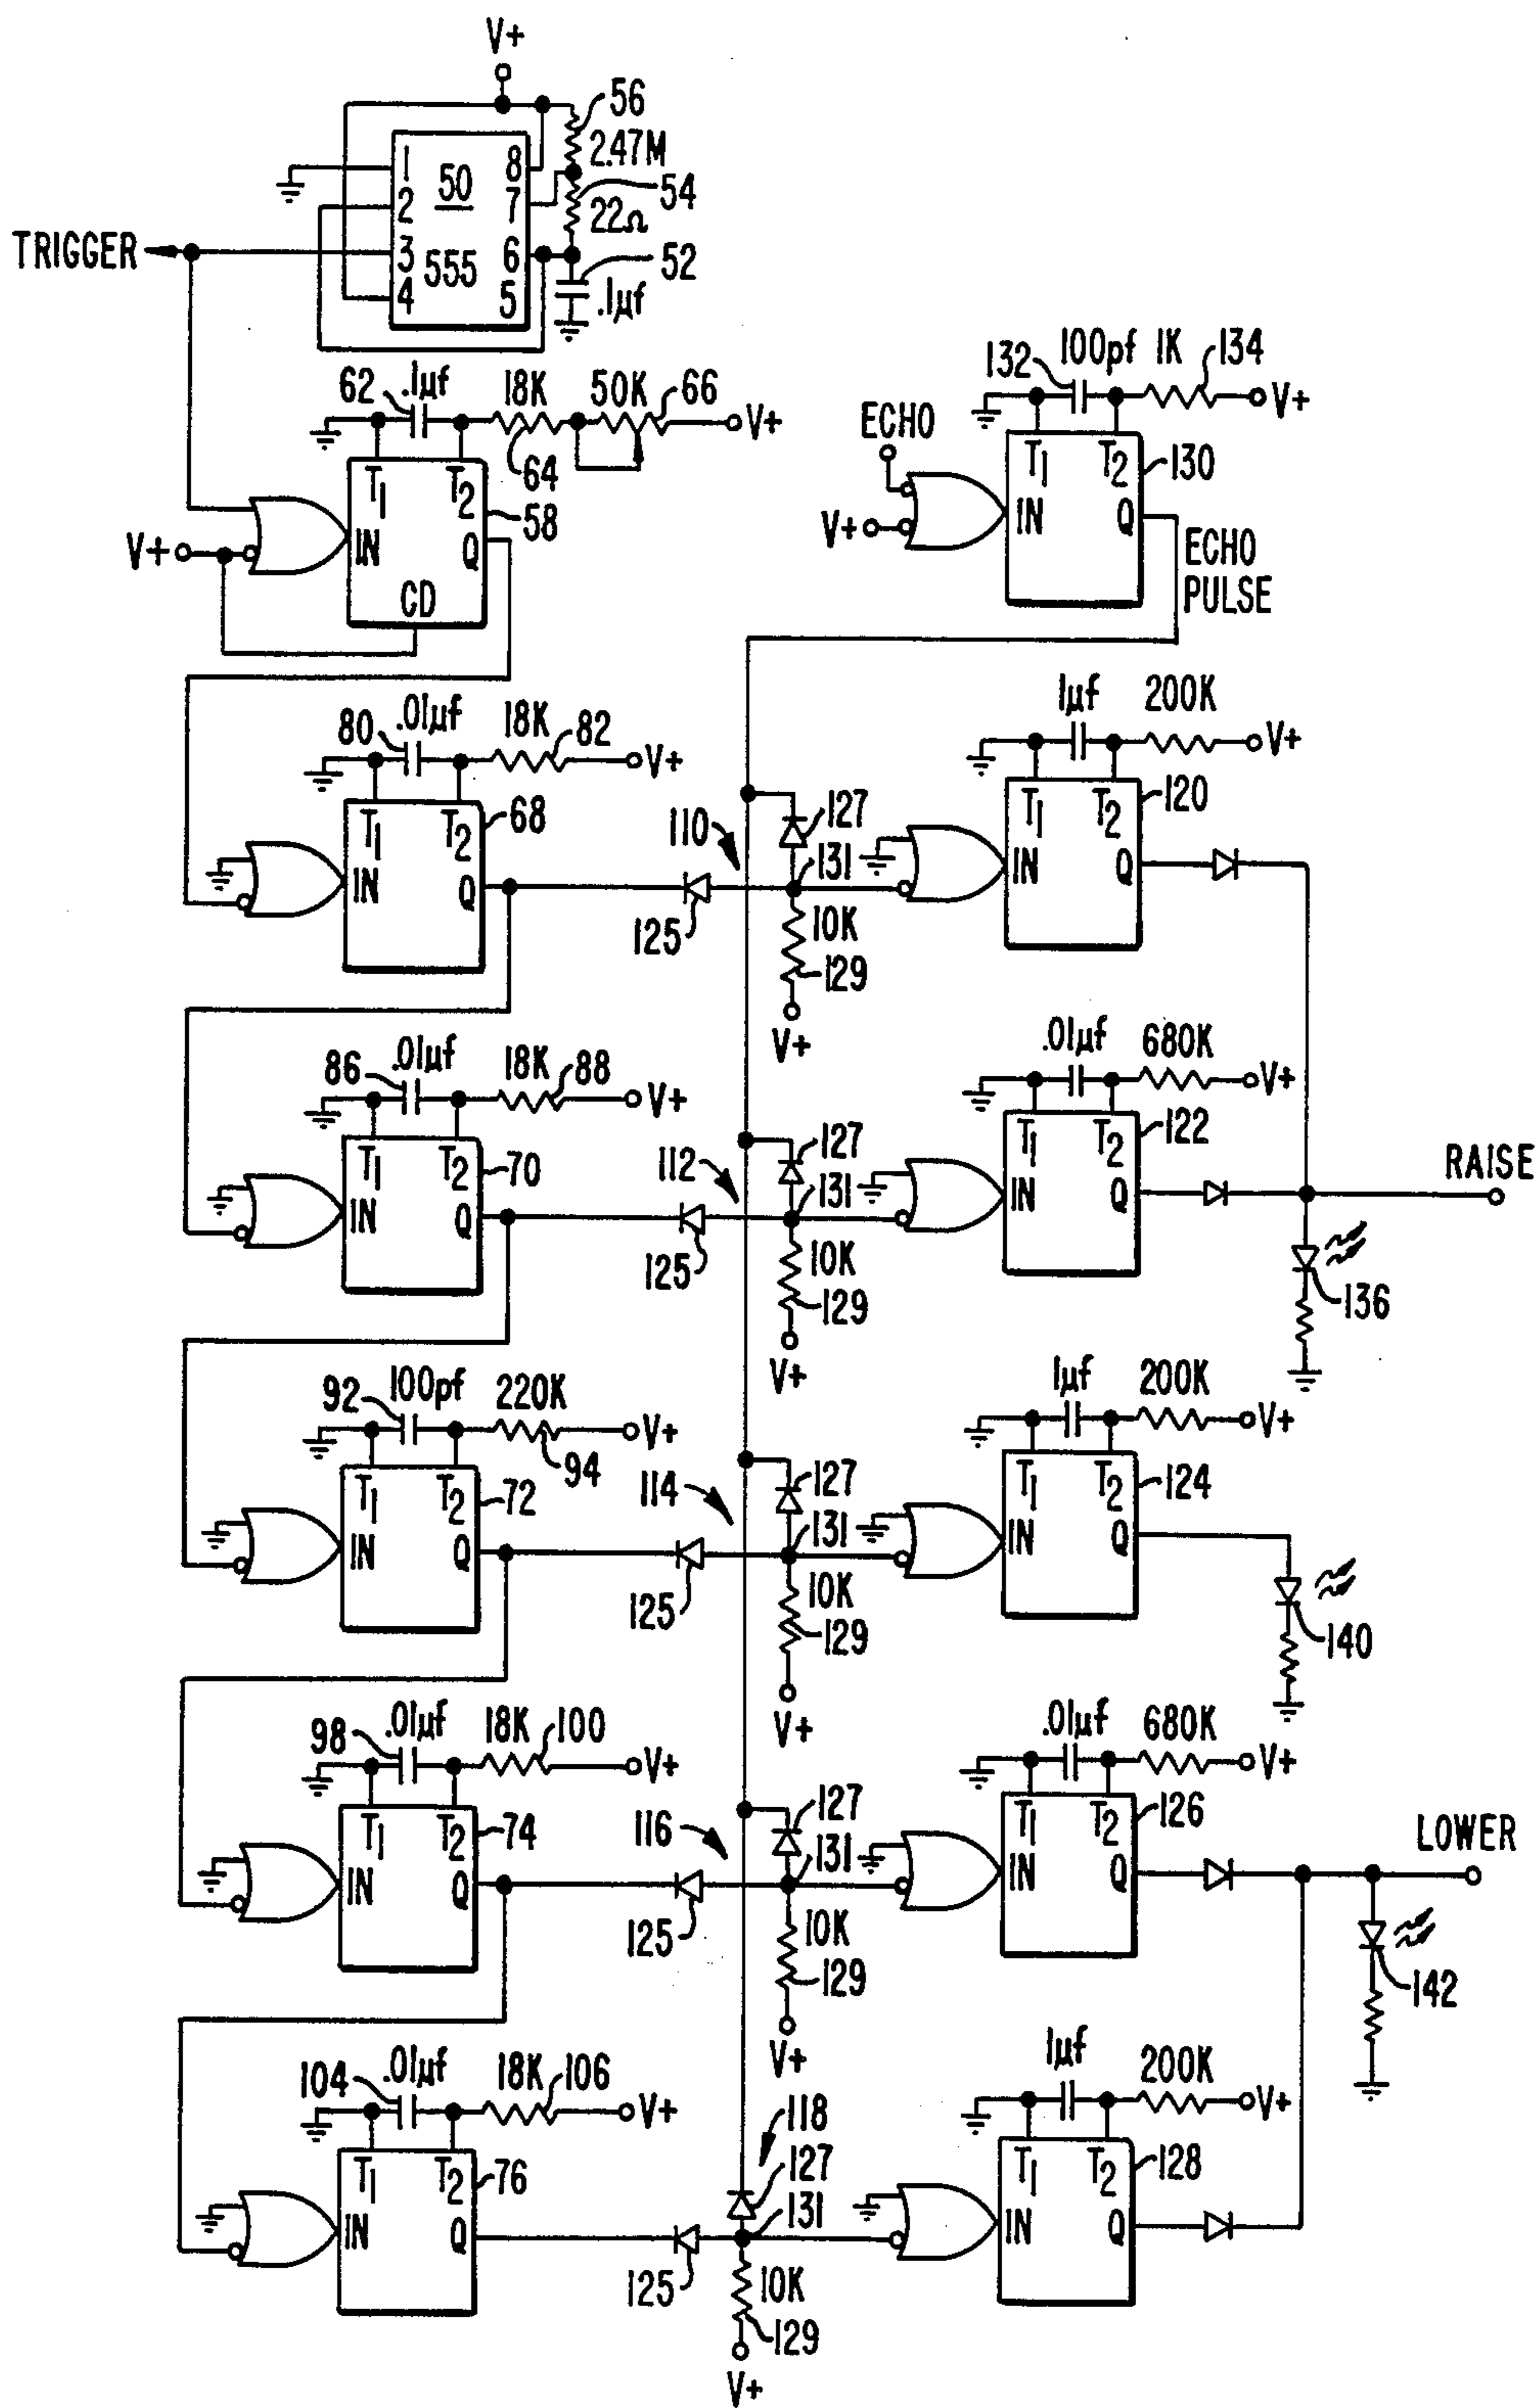 V+
56
2.47M
1 50 8
2 7
54
22Ω
TRIGGER
3 555 6
4 5
52
.1µf
62 .1µf 18K 50K 66
V+
64
T1 T2
58
V+
IN Q
CD
132 100pf 1K 134
V+
ECHO
T1 T2
130
V+
IN Q
ECHO
PULSE
80 .01µf 18K 82
V+
T1 T2
68
IN Q
110
125
127
131
10K
129
V+
1µf 200K
V+
T1 T2
120
IN Q
86 .01µf 18K 88
V+
T1 T2
70
IN Q
112
125
127
131
10K
129
V+
.01µf 680K
V+
T1 T2
122
IN Q
RAISE
136
92 100pf 220K
V+
94
T1 T2
72
IN Q
114
125
127
131
10K
129
V+
1µf 200K
V+
T1 T2
124
IN Q
140
98 .01µf 18K 100
V+
T1 T2
74
IN Q
116
125
127
131
10K
129
V+
.01µf 680K
V+
T1 T2
126
IN Q
LOWER
142
104 .01µf 18K 106
V+
T1 T2
76
IN Q
118
127
131
125
10K
129
V+
1µf 200K
V+
T1 T2
128
IN Q